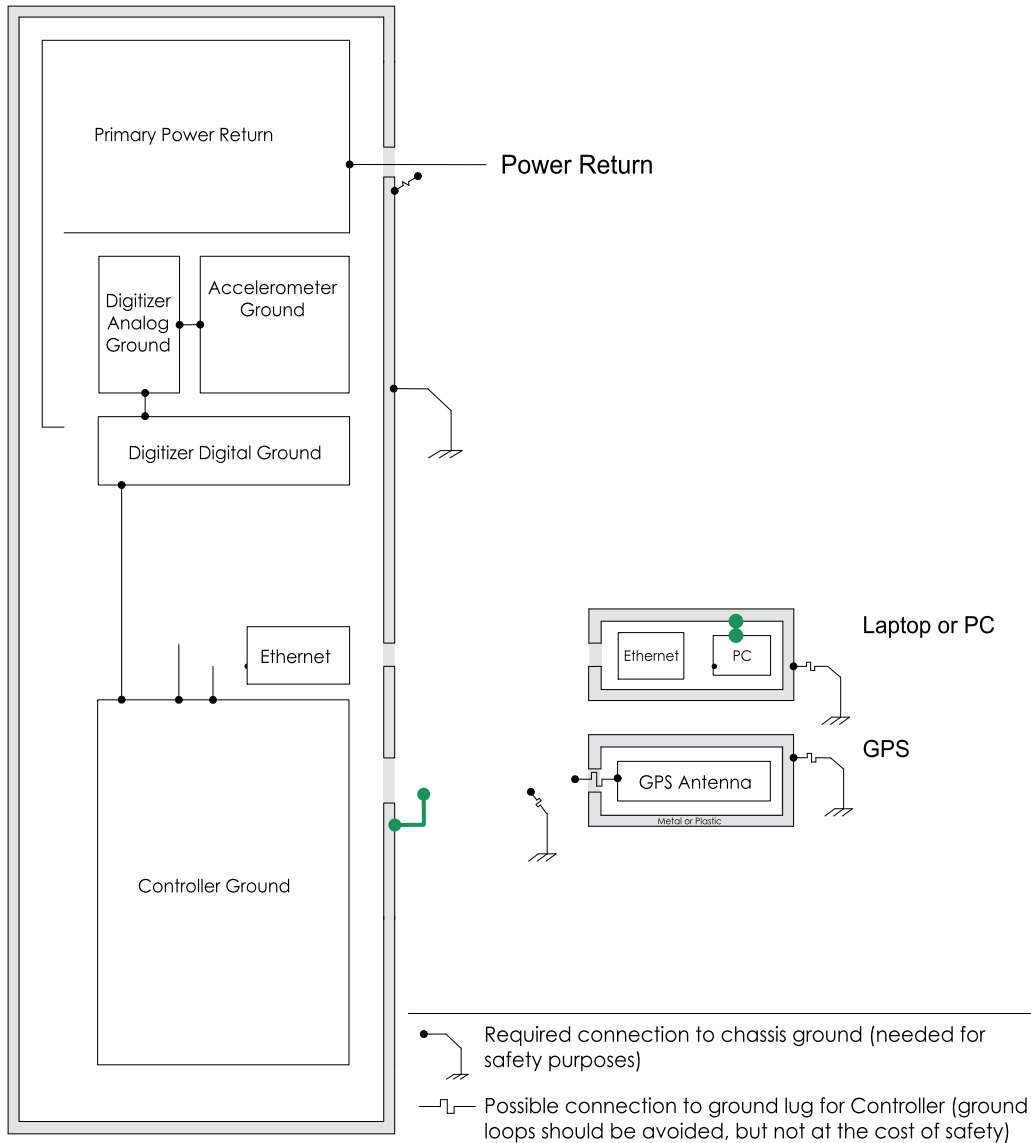 Primary Power Return
Power Return
Digitizer
Analog
Ground
Accelerometer
Ground
Digitizer Digital Ground
Ethernet
Ethernet
PC
Laptop or PC
GPS
GPS Antenna
Metal or Plastic
Controller Ground
Required connection to chassis ground (needed for
safety purposes)
Possible connection to ground lug for Controller (ground
loops should be avoided, but not at the cost of safety)